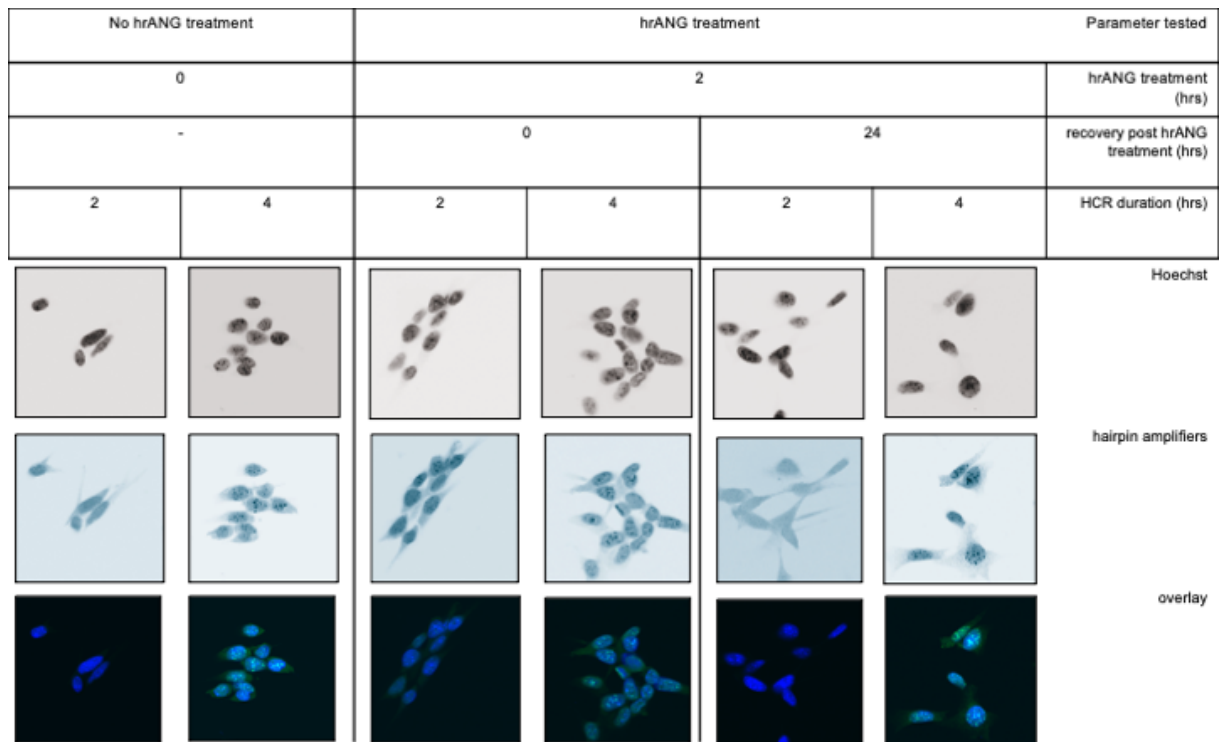 No hrANG treatment hrANG treatment Parameter tested
0 2 hrANG treatment
(hrs)
- 0 24 recovery post hrANG
treatment (hrs)
2 4 2 4 2 4 HCR duration (hrs)
Hoechst
hairpin amplifiers
overlay